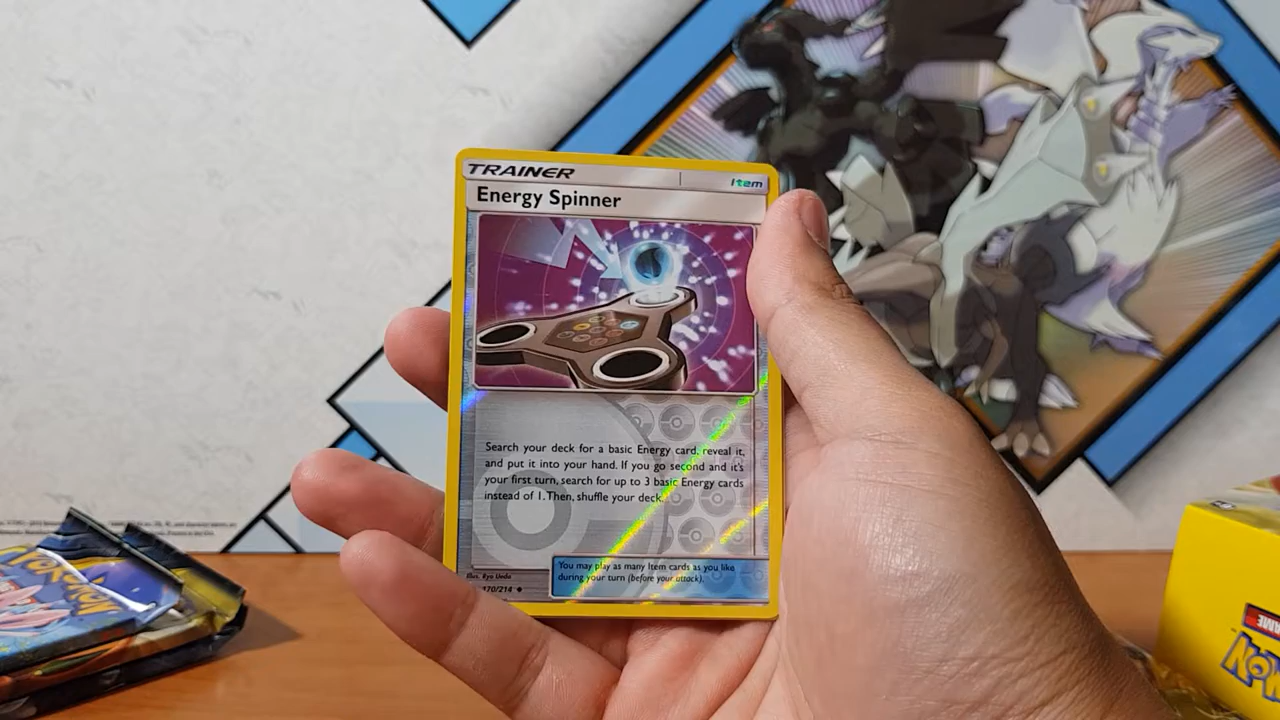 TRAINER
Item
Energy Spinner
Search your deck for a basic Energy card, reveal it,
and put it into your hand. If you go second and it's
your first turn, search for up to 3 basic Energy cards
instead of 1. Then, shuffle your deck.
You may play as many Item cards as you like
during your turn (before your attack).
Illus. Ryo Ueda
170/214
POKÉMON